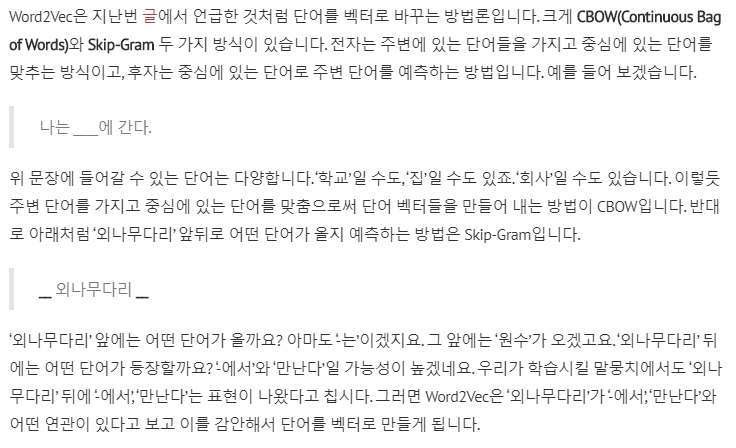 Word2Vec은 지난번 글에서 언급한 것처럼 단어를 벡터로 바꾸는 방법론입니다. 크게 CBOW(Continuous Bag
of Words)와 Skip-Gram 두 가지 방식이 있습니다. 전자는 주변에 있는 단어들을 가지고 중심에 있는 단어를
맞추는 방식이고, 후자는 중심에 있는 단어로 주변 단어를 예측하는 방법입니다. 예를 들어 보겠습니다.
나는 ___에 간다.
위 문장에 들어갈 수 있는 단어는 다양합니다. ‘학교’일 수도, ‘집’일 수도 있죠. ‘회사’일 수도 있습니다. 이렇듯
주변 단어를 가지고 중심에 있는 단어를 맞춤으로써 단어 벡터들을 만들어 내는 방법이 CBOW입니다. 반대
로 아래처럼 ‘외나무다리’ 앞뒤로 어떤 단어가 올지 예측하는 방법은 Skip-Gram입니다.
__ 외나무다리 __
‘외나무다리’ 앞에는 어떤 단어가 올까요? 아마도 ‘-는’이겠지요. 그 앞에는 ‘원수’가 오겠고요. ‘외나무다리’ 뒤
에는 어떤 단어가 등장할까요? ‘-에서’와 ‘만난다’일 가능성이 높겠네요. 우리가 학습시킬 말뭉치에서도 ‘외나
무다리’ 뒤에 ‘-에서’, ‘만난다’는 표현이 나왔다고 칩시다. 그러면 Word2Vec은 ‘외나무다리’가 ‘-에서’, ‘만난다’와
어떤 연관이 있다고 보고 이를 감안해서 단어를 벡터로 만들게 됩니다.